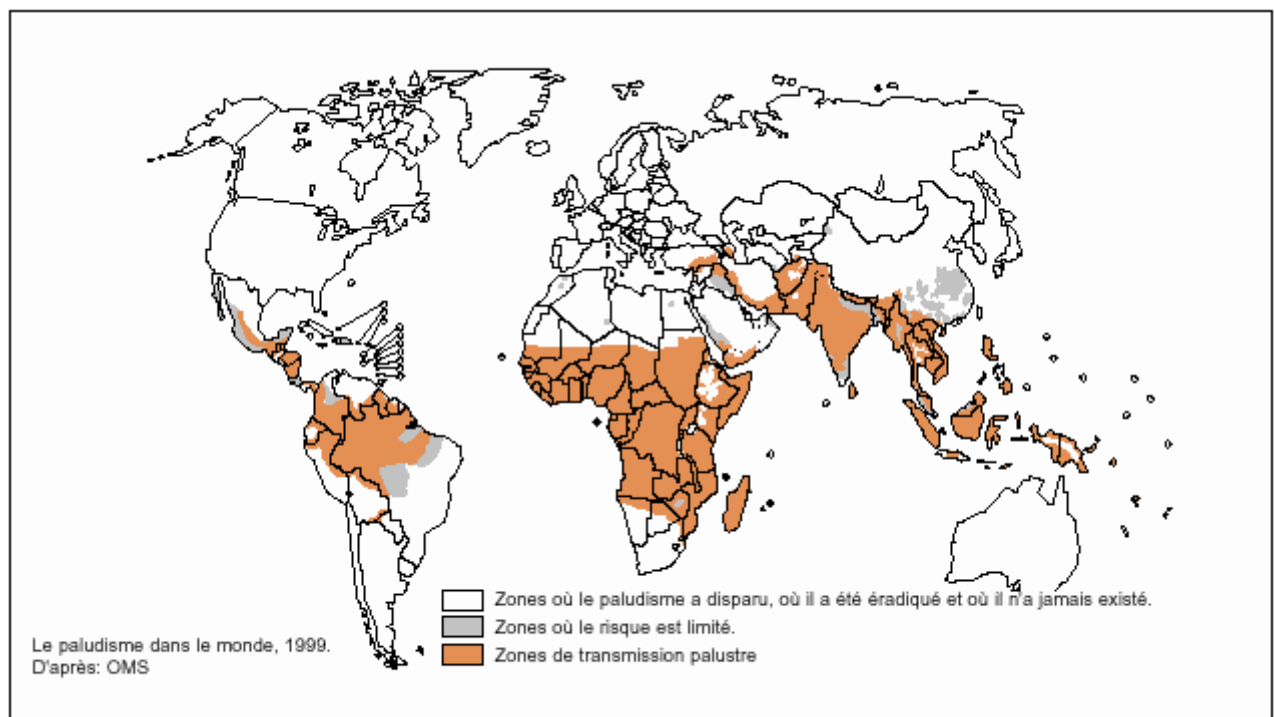 Zones où le paludisme a disparu, où il a été éradiqué et où il n'a jamais existé.
Zones où le risque est limité.
Zones de transmission palustre
Le paludisme dans le monde, 1999.
D'après: OMS